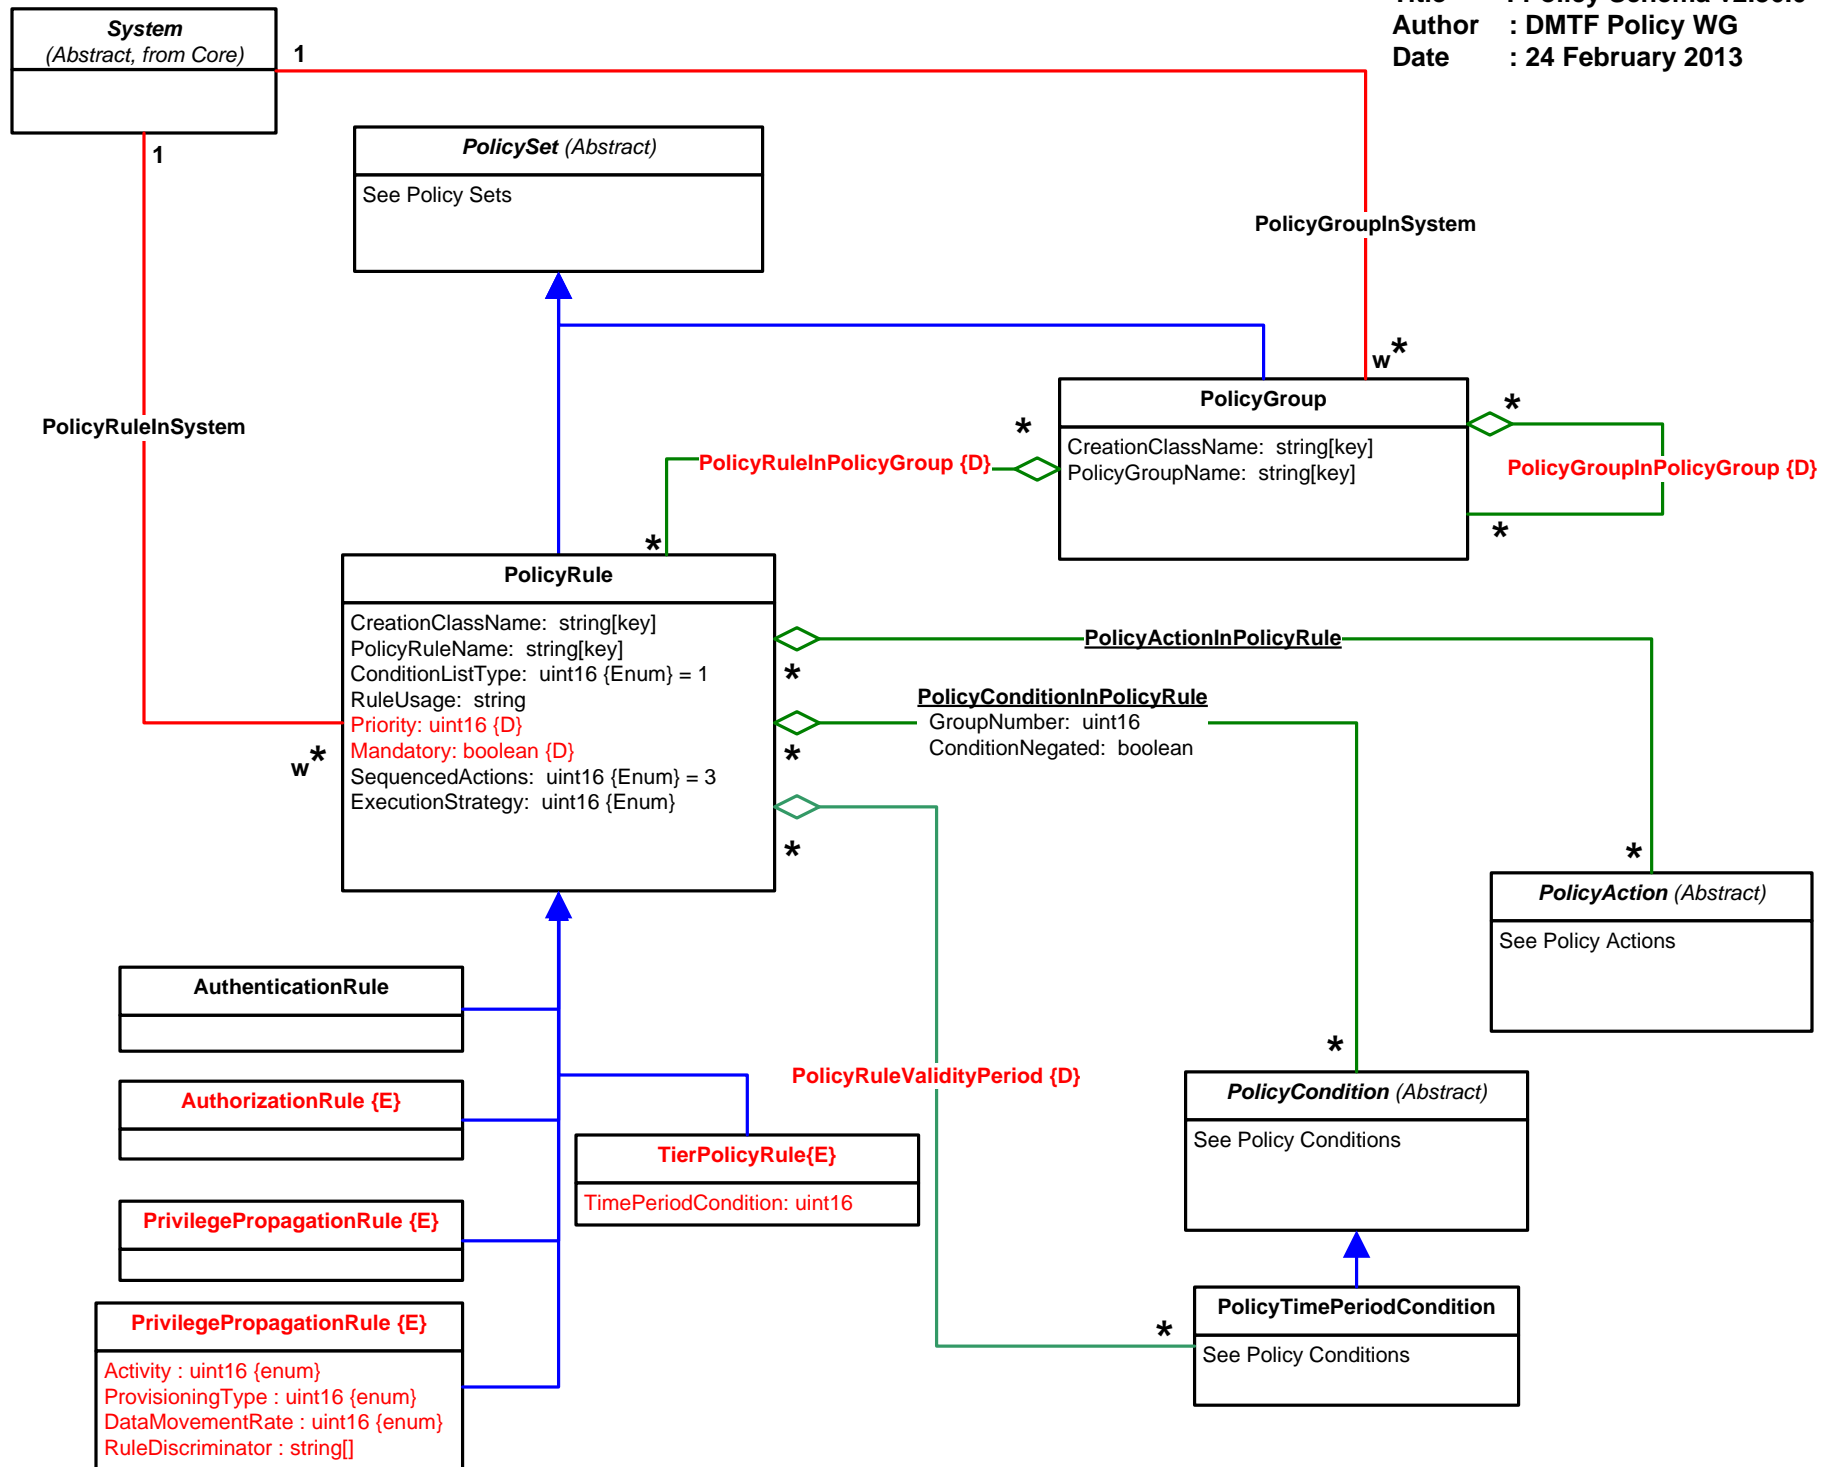 Author : DMTF Policy WG
Date : 24 February 2013
System
(Abstract, from Core)
1
1
PolicySet (Abstract)
See Policy Sets
PolicyGroupInSystem
w*
PolicyRuleInSystem
PolicyGroup
CreationClassName: string[key]
PolicyGroupName: string[key]
*
*
PolicyRuleInPolicyGroup {D}
PolicyGroupInPolicyGroup {D}
*
*
PolicyRule
CreationClassName: string[key]
PolicyRuleName: string[key]
ConditionListType: uint16 {Enum} = 1
RuleUsage: string
Priority: uint16 {D}
Mandatory: boolean {D}
SequencedActions: uint16 {Enum} = 3
ExecutionStrategy: uint16 {Enum}
w*
PolicyActionInPolicyRule
*
PolicyConditionInPolicyRule
GroupNumber: uint16
ConditionNegated: boolean
*
*
*
PolicyAction (Abstract)
See Policy Actions
AuthenticationRule
AuthorizationRule {E}
PrivilegePropagationRule {E}
PrivilegePropagationRule {E}
Activity : uint16 {enum}
ProvisioningType : uint16 {enum}
DataMovementRate : uint16 {enum}
RuleDiscriminator : string[]
TierPolicyRule{E}
TimePeriodCondition: uint16
PolicyRuleValidityPeriod {D}
*
PolicyCondition (Abstract)
See Policy Conditions
*
PolicyTimePeriodCondition
See Policy Conditions